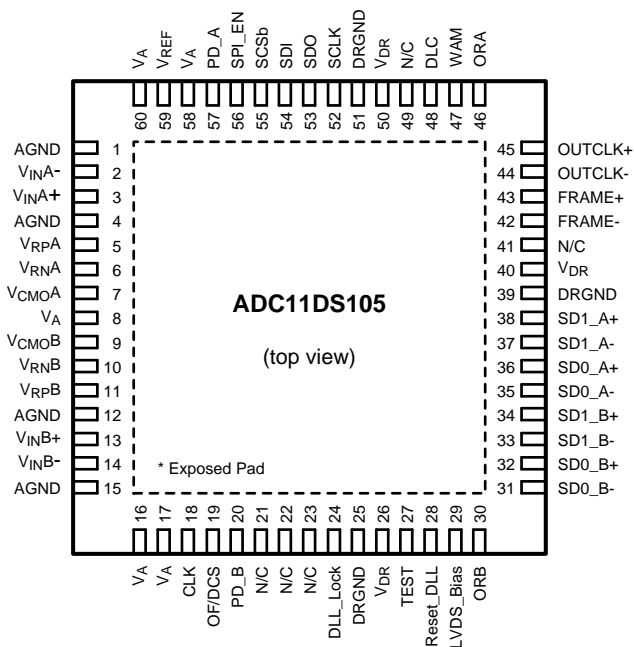 VA
VREF
VA
PD_A
SPI_EN
SCSb
SDI
SDO
SCLK
DRGND
VDR
N/C
DLC
WAM
ORA
60
59
58
57
56
55
54
53
52
51
50
49
48
47
46
AGND 1
VINA- 2
VINA+ 3
AGND 4
VRPA 5
VRNA 6
VCMOA 7
VA 8
VCMOB 9
VRNB 10
VRPB 11
AGND 12
VINB+ 13
VINB- 14
AGND 15
ADC11DS105
(top view)
* Exposed Pad
45 OUTCLK+
44 OUTCLK-
43 FRAME+
42 FRAME-
41 N/C
40 VDR
39 DRGND
38 SD1_A+
37 SD1_A-
36 SD0_A+
35 SD0_A-
34 SD1_B+
33 SD1_B-
32 SD0_B+
31 SD0_B-
16
17
18
19
20
21
22
23
24
25
26
27
28
29
30
VA
VA
CLK
OF/DCS
PD_B
N/C
N/C
N/C
DLL_Lock
DRGND
VDR
TEST
Reset_DLL
LVDS_Bias
ORB